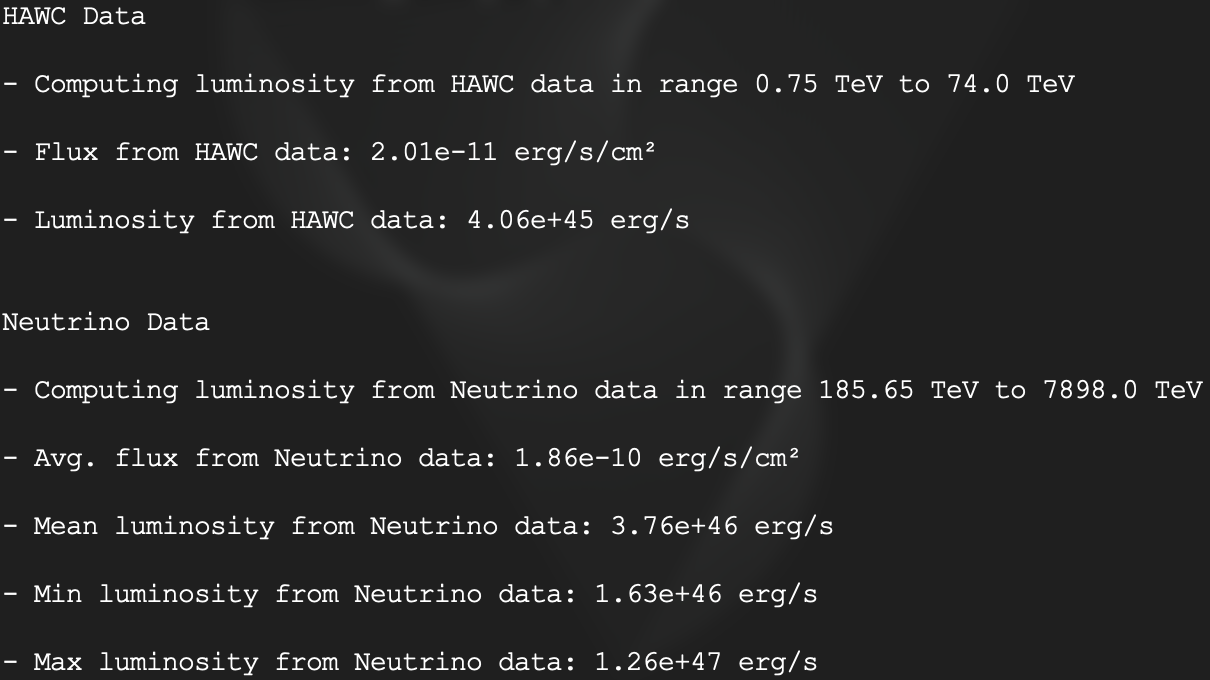 HAWC Data
- Computing luminosity from HAWC data in range 0.75 TeV to 74.0 TeV
- Flux from HAWC data: 2.01e-11 erg/s/cm²
- Luminosity from HAWC data: 4.06e+45 erg/s
Neutrino Data
- Computing luminosity from Neutrino data in range 185.65 TeV to 7898.0 TeV
- Avg. flux from Neutrino data: 1.86e-10 erg/s/cm²
- Mean luminosity from Neutrino data: 3.76e+46 erg/s
- Min luminosity from Neutrino data: 1.63e+46 erg/s
- Max luminosity from Neutrino data: 1.26e+47 erg/s